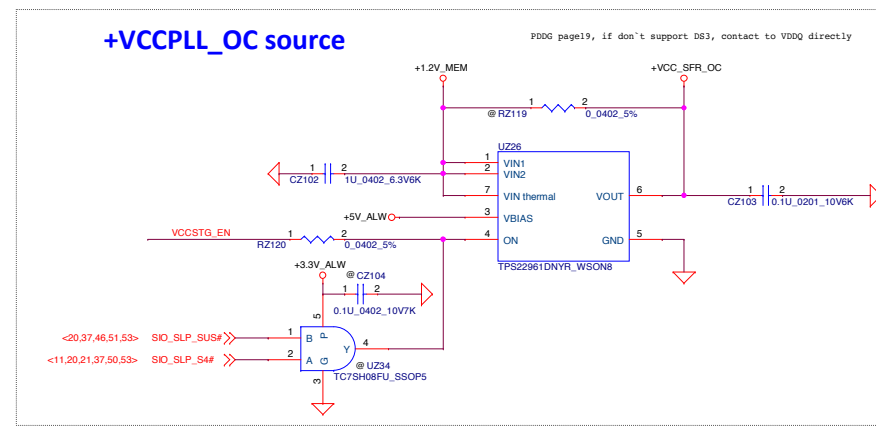 +VCCPLL_OC source
PDDG page19, if don`t support DS3, contact to VDDQ directly
+1.2V_MEM
+VCC_SFR_OC
1 2
@ RZ119 0_0402_5%
UZ26
1 VIN1
2 VIN2
7 VIN thermal
VOUT 6
3 VBIAS
4 ON
GND 5
TPS22961DNYR_WSON8
1 2
CZ102 1U_0402_6.3V6K
1 2
CZ103 0.1U_0201_10V6K
+5V_ALW
VCCSTG_EN
1 2
RZ120 0_0402_5%
+3.3V_ALW
@ CZ104
1 2
0.1U_0402_10V7K
5
<20,37,46,51,53> SIO_SLP_SUS# 1 B P
Y 4
<11,20,21,37,50,53> SIO_SLP_S4# 2 A G
@ UZ34
3
TC7SH08FU_SSOP5